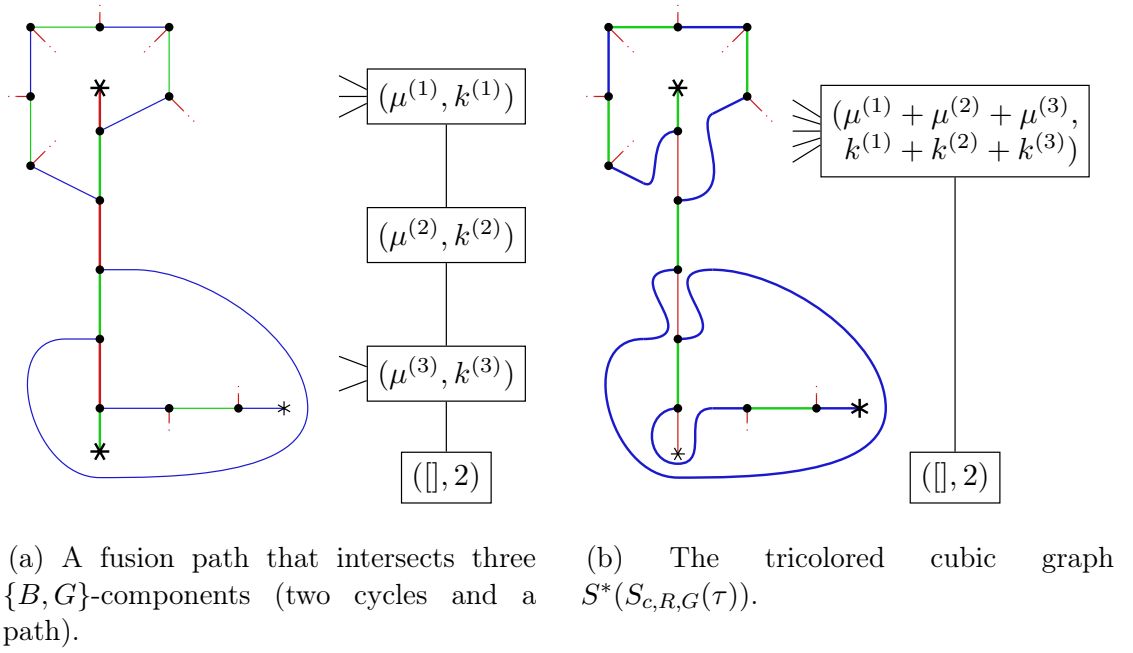 (μ^{(1)}, k^{(1)})
(μ^{(2)}, k^{(2)})
(μ^{(3)}, k^{(3)})
([], 2)
(μ^{(1)} + μ^{(2)} + μ^{(3)},
k^{(1)} + k^{(2)} + k^{(3)})
([], 2)
(a) A fusion path that intersects three
{B, G}-components (two cycles and a
path).
(b) The tricolored cubic graph
S*(S_{c,R,G}(τ)).